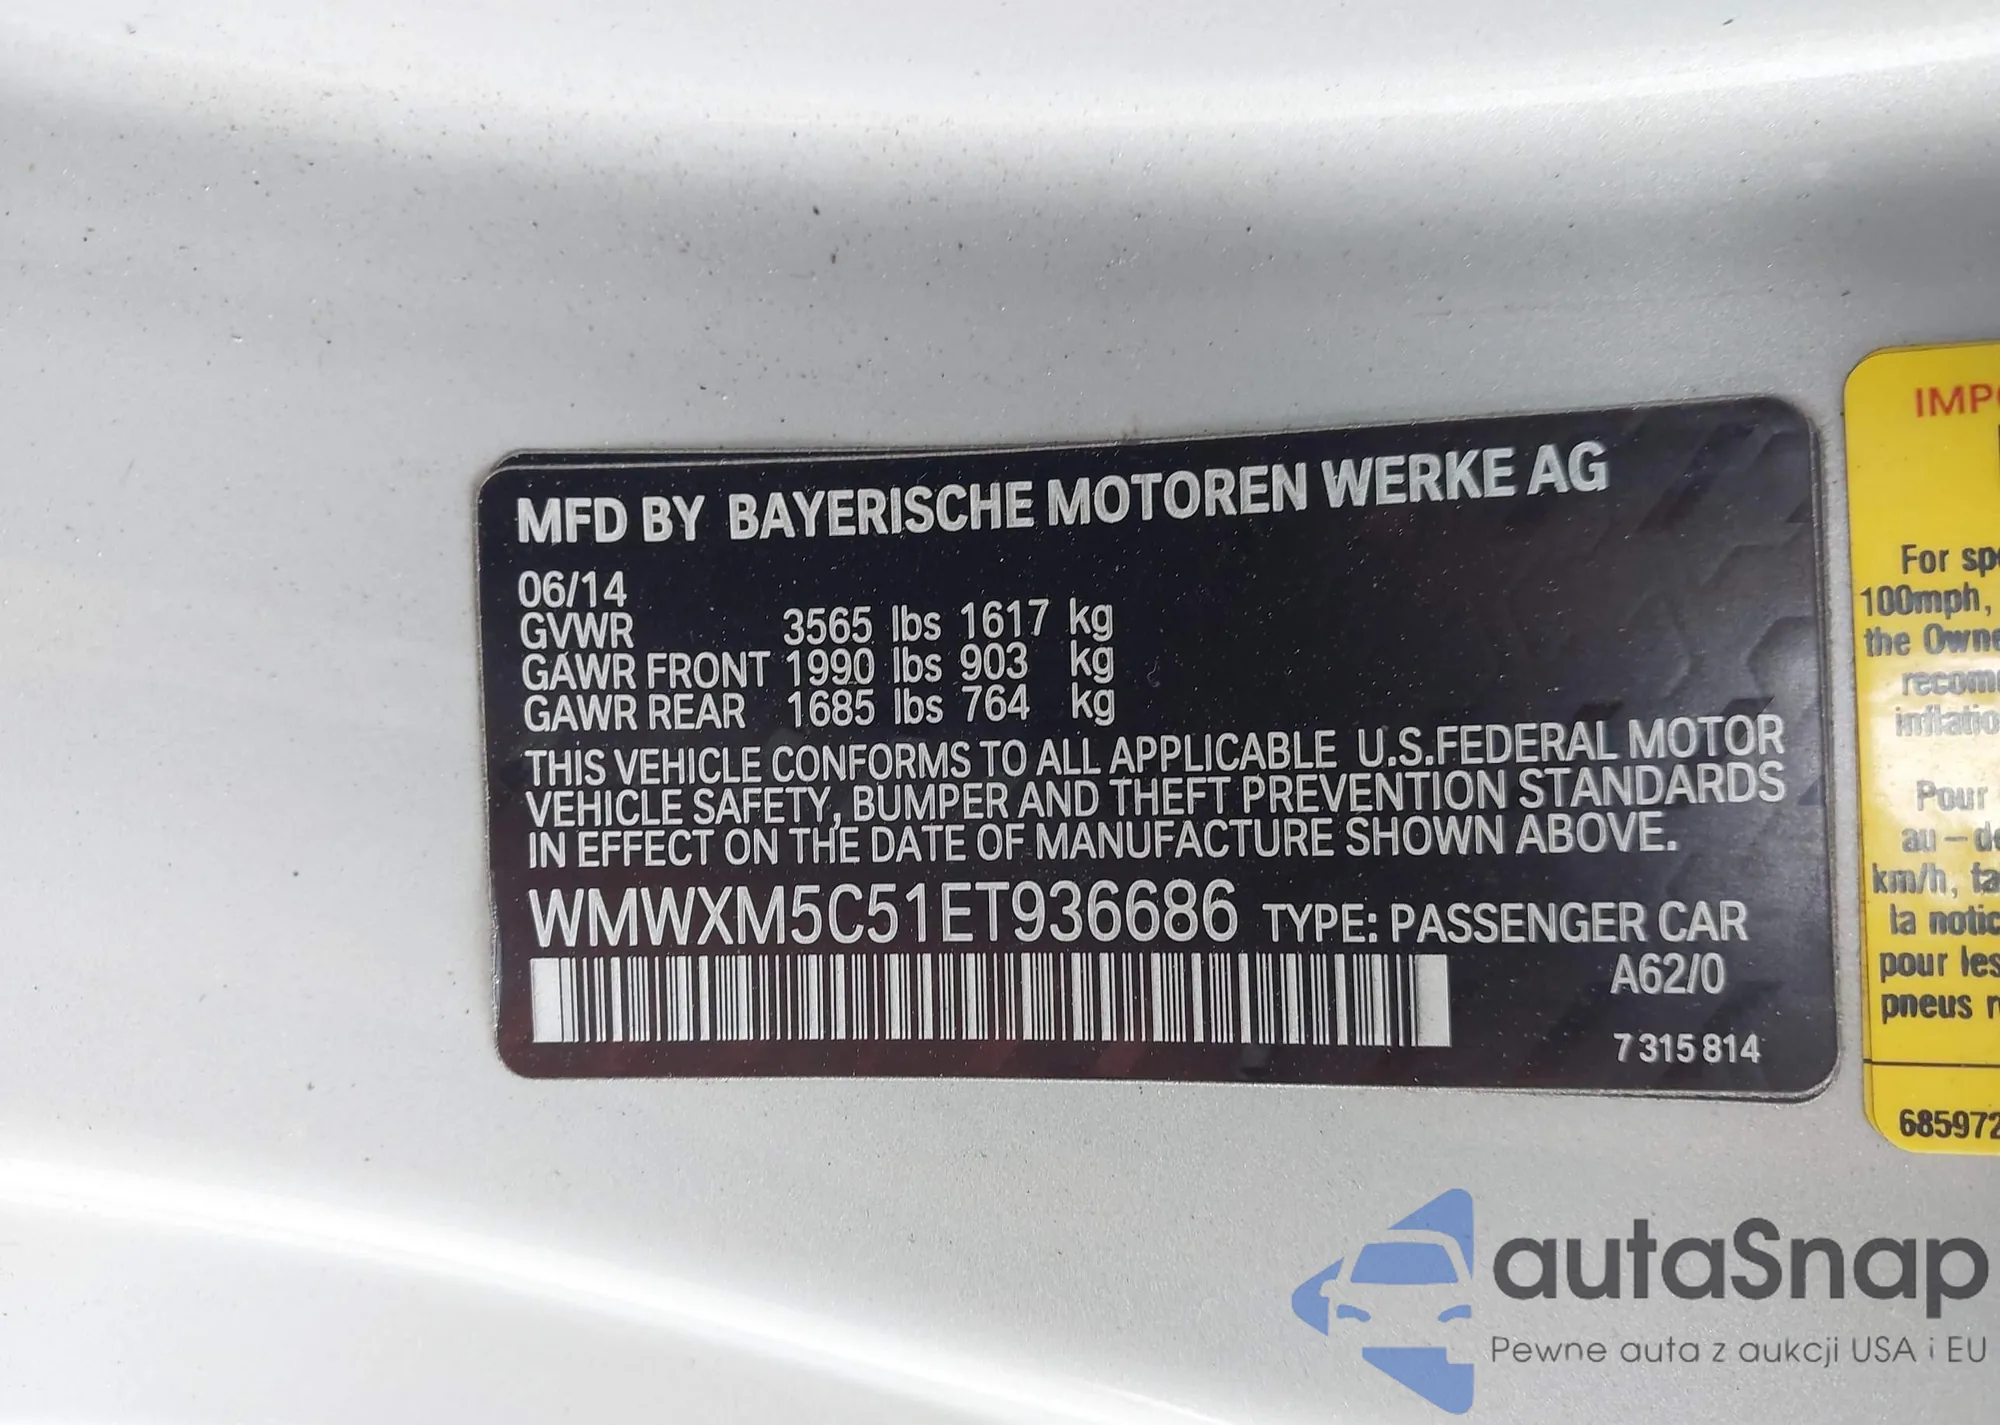 MFD BY BAYERISCHE MOTOREN WERKE AG
06/14
GVWR 3565 lbs 1617 kg
GAWR FRONT 1990 lbs 903 kg
GAWR REAR 1685 lbs 764 kg
THIS VEHICLE CONFORMS TO ALL APPLICABLE U.S.FEDERAL MOTOR
VEHICLE SAFETY, BUMPER AND THEFT PREVENTION STANDARDS
IN EFFECT ON THE DATE OF MANUFACTURE SHOWN ABOVE.
WMWXM5C51ET936686 TYPE: PASSENGER CAR
A62/0
7 315 814
For
100mph,
the
Pour
au – 
km/h,
la
pour
pneus
autaSnap
Pewne auta z aukcji USA i EU